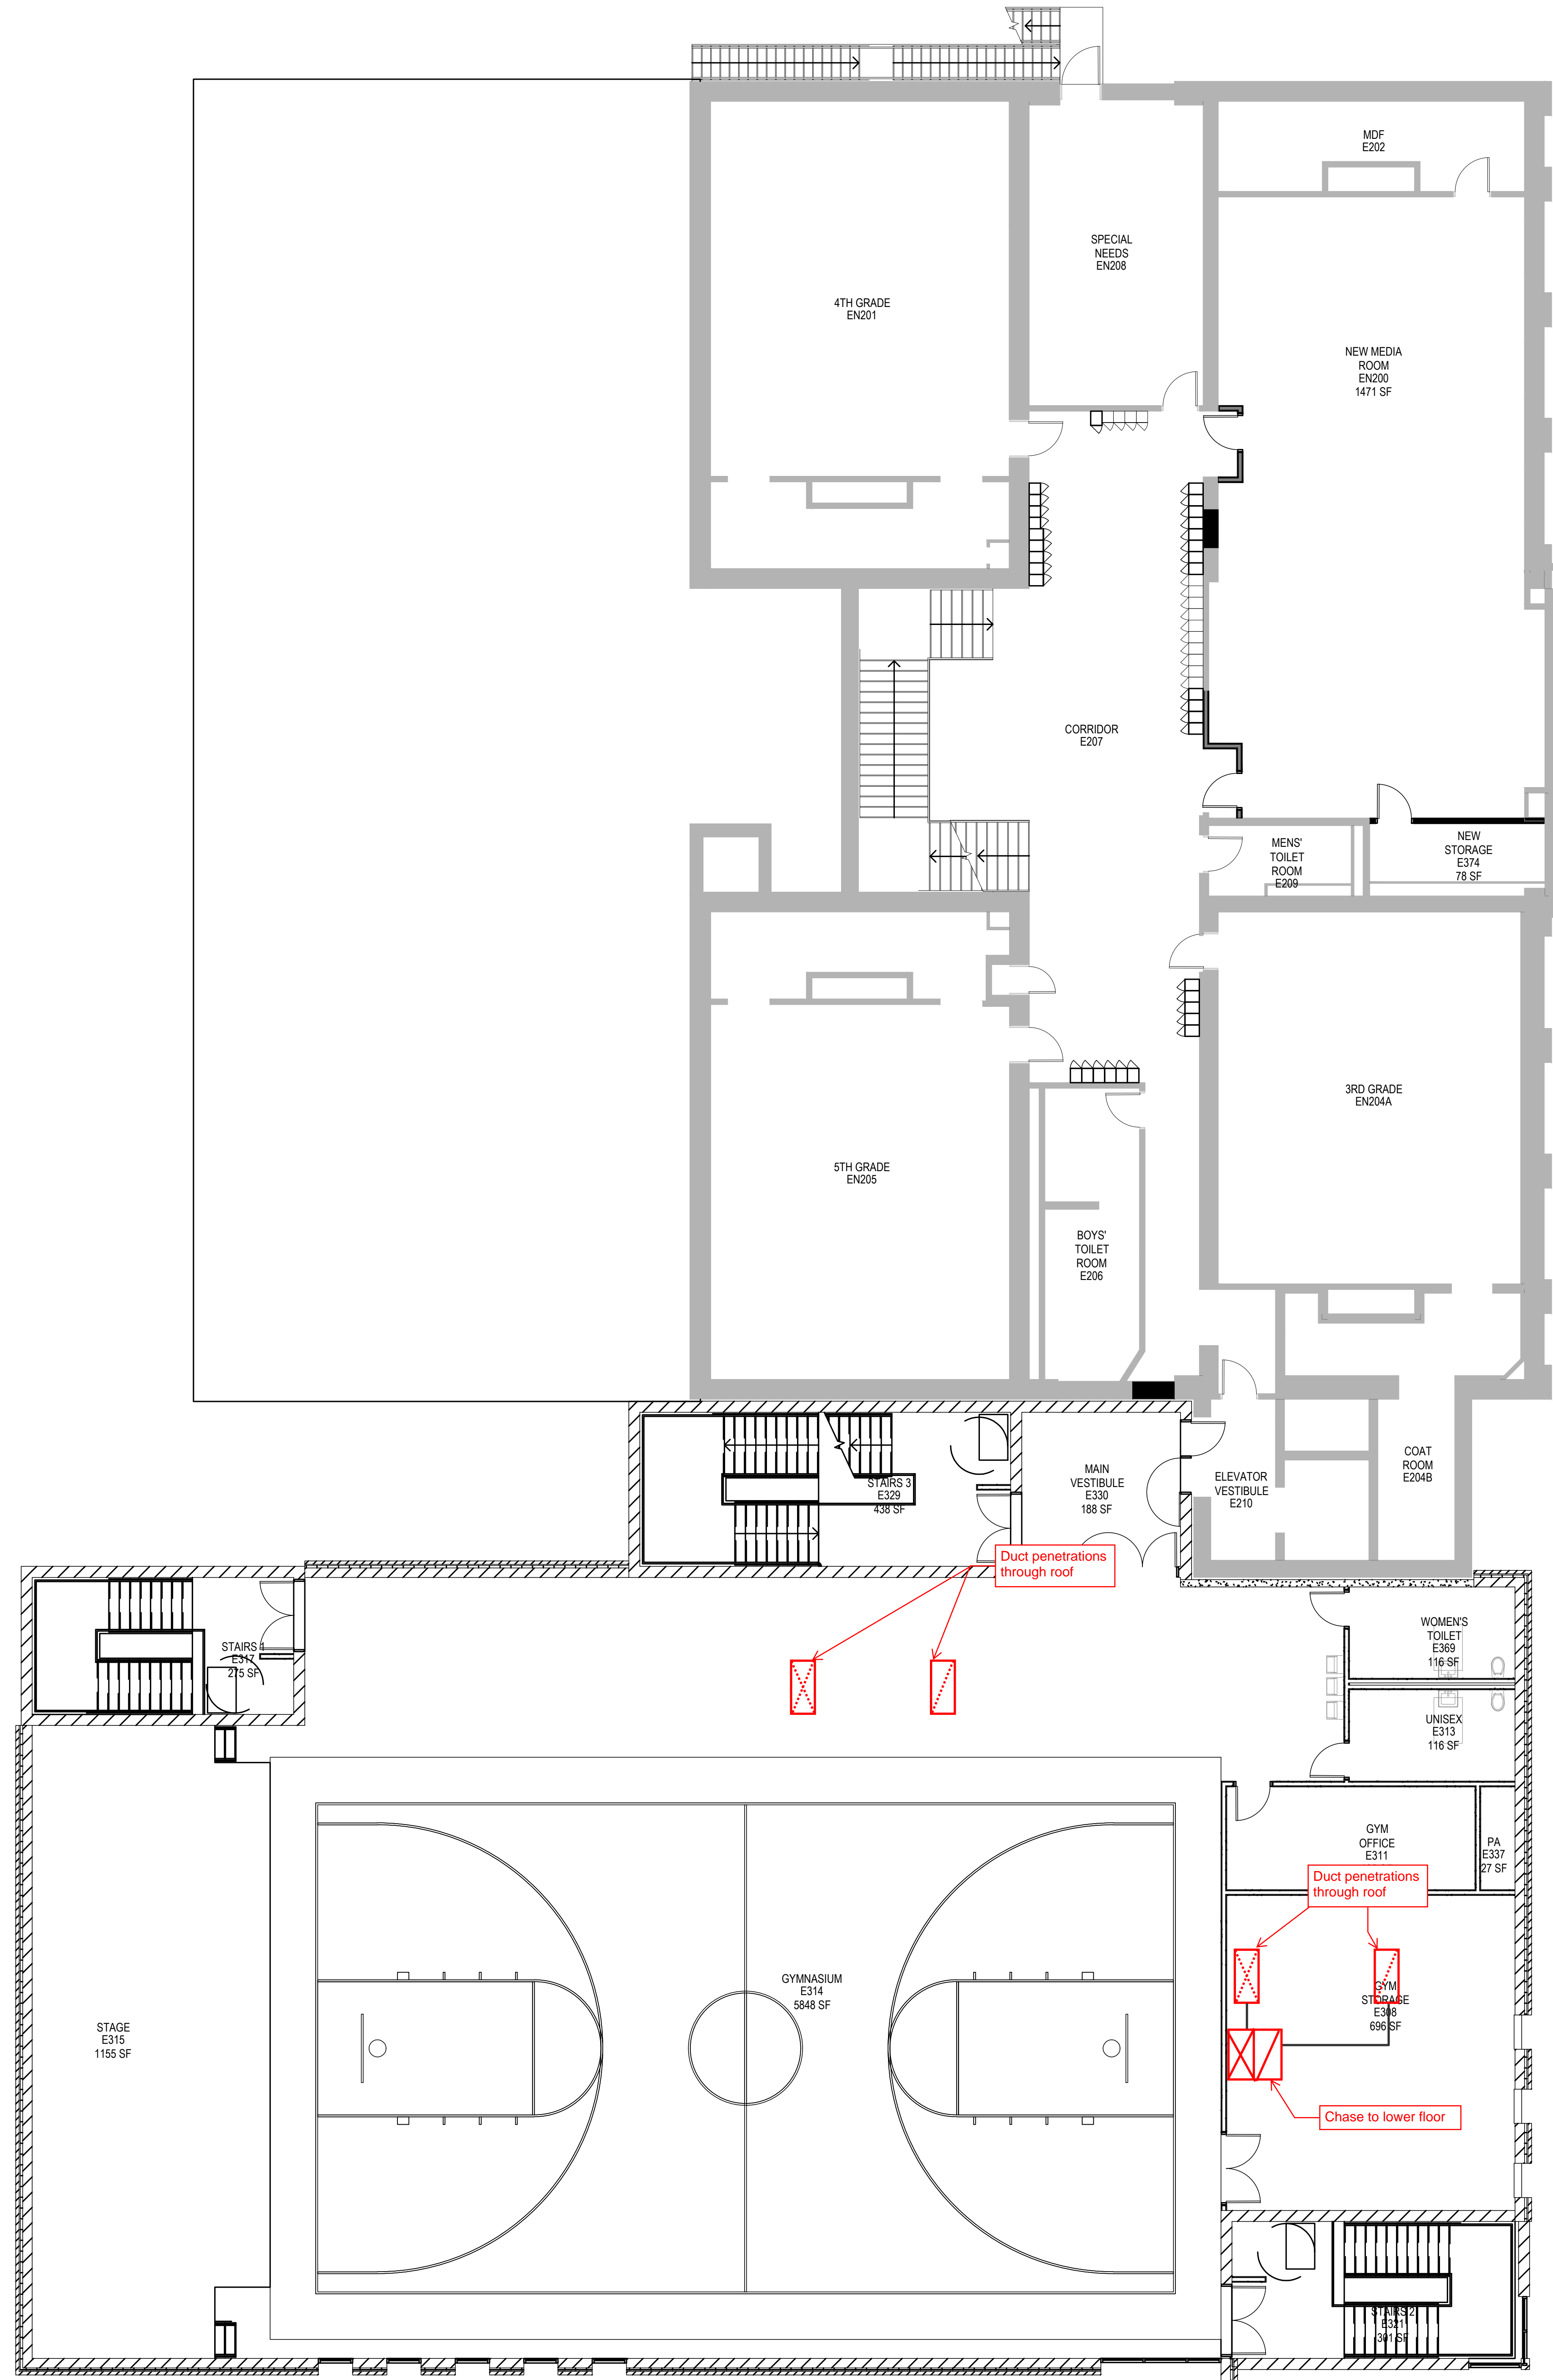 MDF
E202
SPECIAL
NEEDS
EN208
4TH GRADE
EN201
NEW MEDIA
ROOM
EN200
1471 SF
CORRIDOR
E207
MENS'
TOILET
ROOM
E209
NEW
STORAGE
E374
78 SF
3RD GRADE
EN204A
5TH GRADE
EN205
BOYS'
TOILET
ROOM
E206
COAT
ROOM
E204B
MAIN
VESTIBULE
E330
188 SF
ELEVATOR
VESTIBULE
E210
STAIRS 3
E329
438 SF
Duct penetrations
through roof
STAIRS 1
E317
275 SF
WOMEN'S
TOILET
E369
116 SF
UNISEX
E313
116 SF
GYM
OFFICE
E311
PA
E337
27 SF
Duct penetrations
through roof
GYMNASIUM
E314
5848 SF
GYM
STORAGE
E308
696 SF
STAGE
E315
1155 SF
Chase to lower floor
STAIRS 2
E321
301 SF